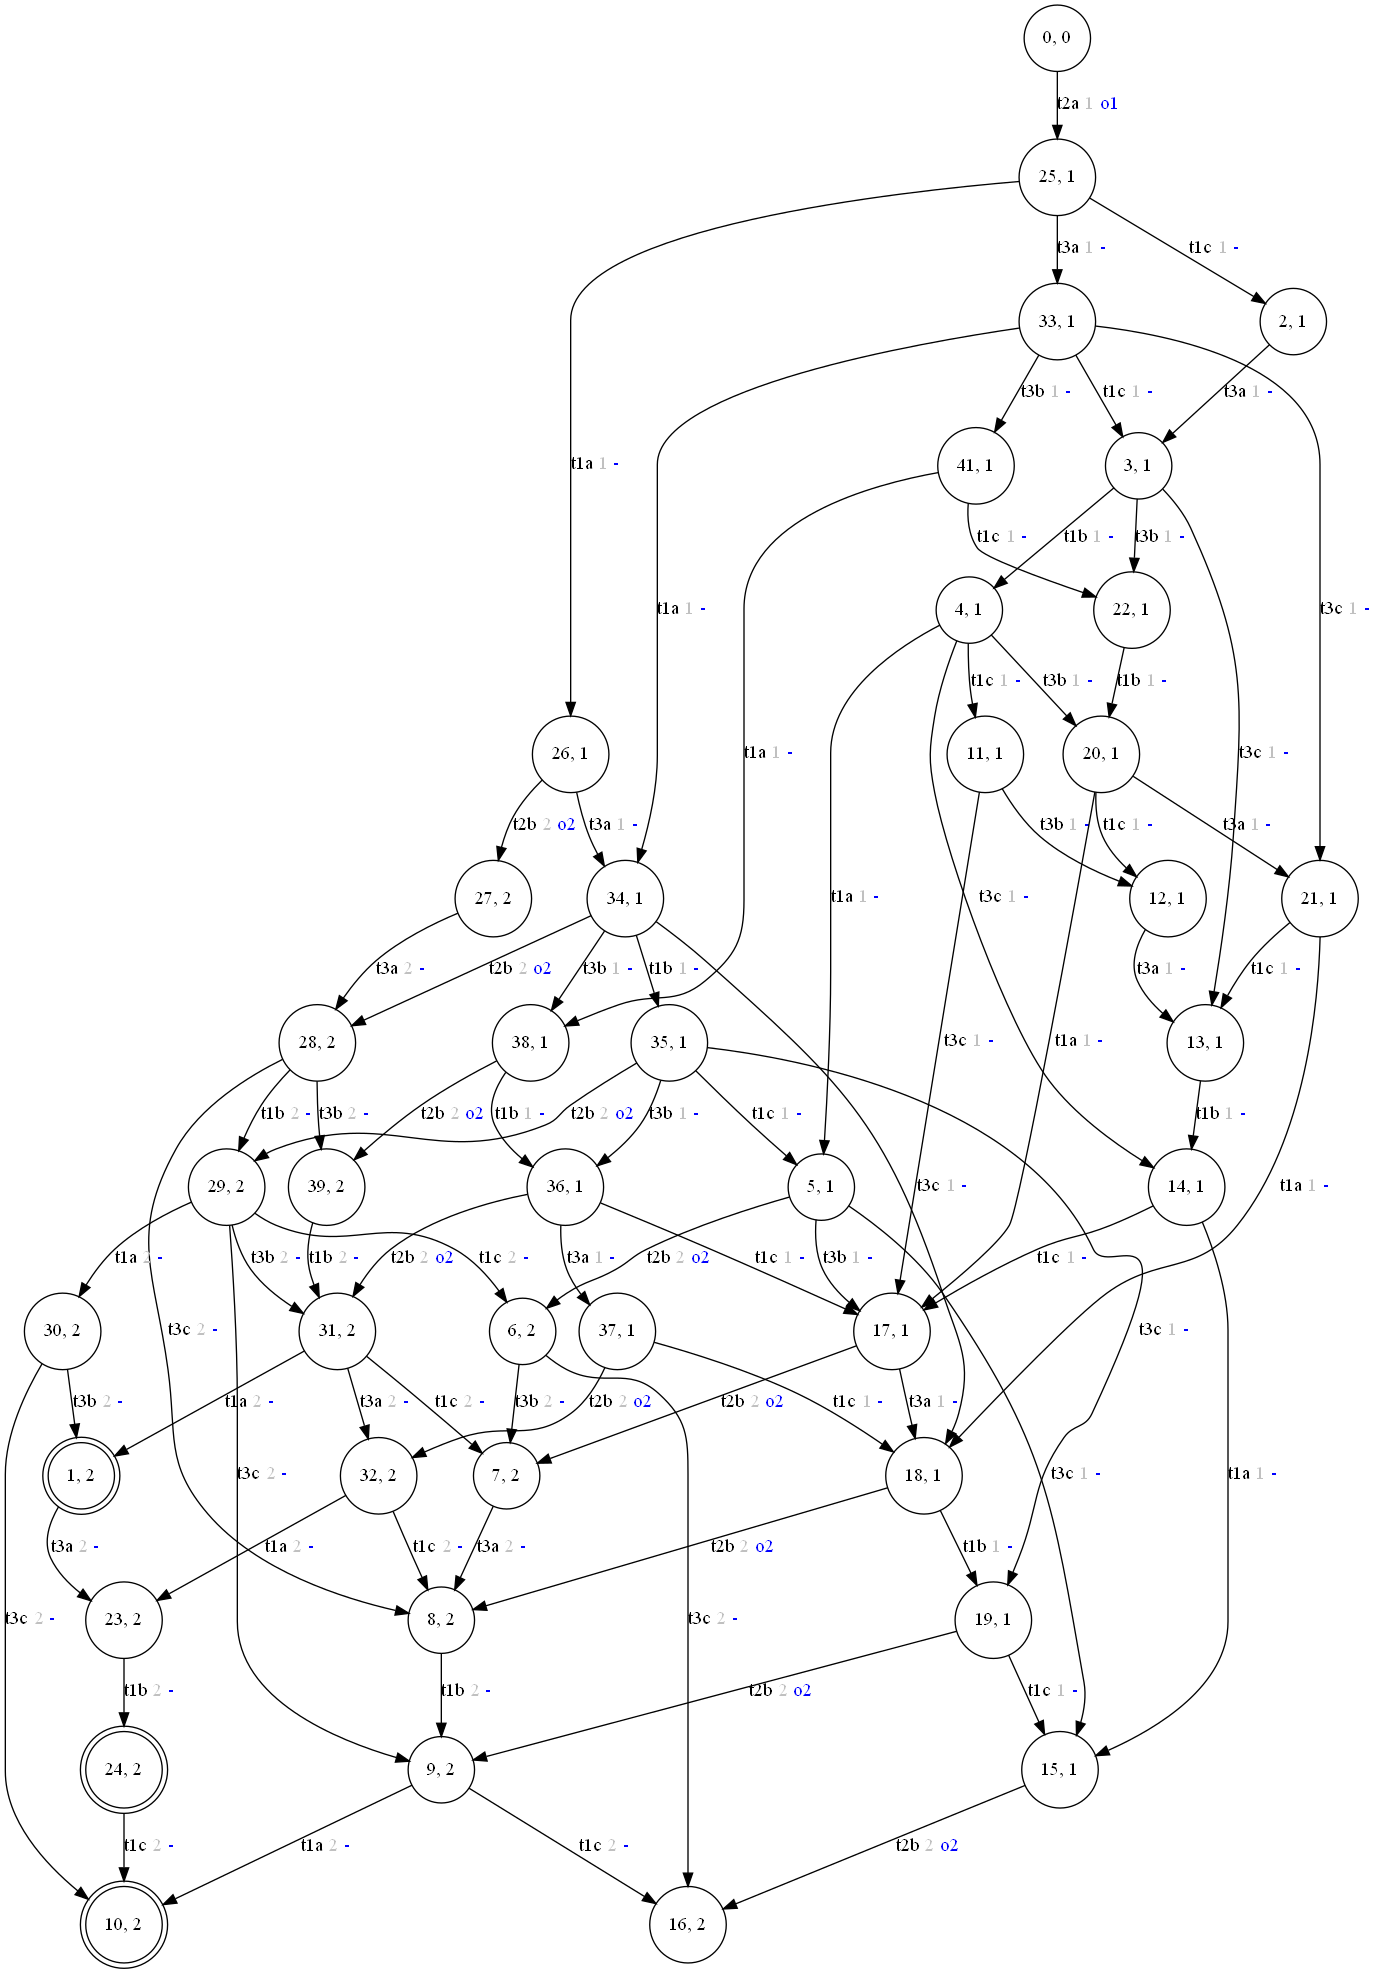 0, 0
t2a 1 o1
25, 1
t3a 1 -
t1c 1 -
33, 1
2, 1
t3b 1 -
t1c 1 -
t3a 1 -
t1a 1 -
41, 1
3, 1
t1c 1 -
t1b 1 -
t3b 1 -
t1a 1 -
4, 1
22, 1
t3c 1 -
t1c 1 -
t3b 1 -
t1b 1 -
26, 1
t1a 1 -
11, 1
20, 1
t3c 1 -
t2b 2 o2
t3a 1 -
t3b 1 -
t1c 1 -
t3a 1 -
27, 2
34, 1
t1a 1 -
t3c 1 -
12, 1
21, 1
t3a 2 -
t2b 2 o2
t3b 1 -
t1b 1 -
t3a 1 -
t1c 1 -
28, 2
38, 1
35, 1
t3c 1 -
t1a 1 -
13, 1
t1b 2 -
t3b 2 -
t2b 2 o2
t1b 1 -
t2b 2 o2
t3b 1 -
t1c 1 -
t1b 1 -
29, 2
39, 2
36, 1
5, 1
t3c 1 -
14, 1
t1a 1 -
t1a 2 -
t3b 2 -
t1b 2 -
t2b 2 o2
t1c 2 -
t3a 1 -
t2b 2 o2
t1c 1 -
t3b 1 -
t1c 1 -
30, 2
t3c 2 -
31, 2
6, 2
37, 1
17, 1
t3c 1 -
t3b 2 -
t1a 2 -
t3a 2 -
t1c 2 -
t3b 2 -
t2b 2 o2
t2b 2 o2
t1c 1 -
t3a 1 -
1, 2
t3c 2 -
32, 2
7, 2
18, 1
t3c 1 -
t1a 1 -
t3a 2 -
t1a 2 -
t1c 2 -
t3a 2 -
t2b 2 o2
t1b 1 -
t3c 2 -
23, 2
8, 2
t3c 2 -
19, 1
t1b 2 -
t1b 2 -
t2b 2 o2
t1c 1 -
24, 2
9, 2
15, 1
t1c 2 -
t1a 2 -
t1c 2 -
t2b 2 o2
10, 2
16, 2